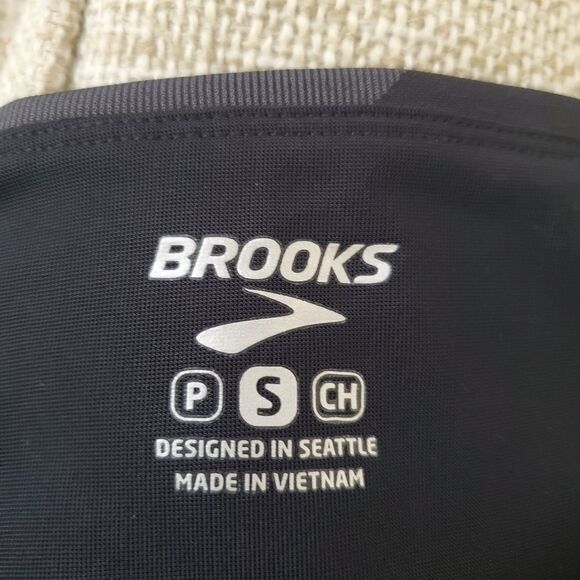 BROOKS
P S CH
DESIGNED IN SEATTLE
MADE IN VIETNAM